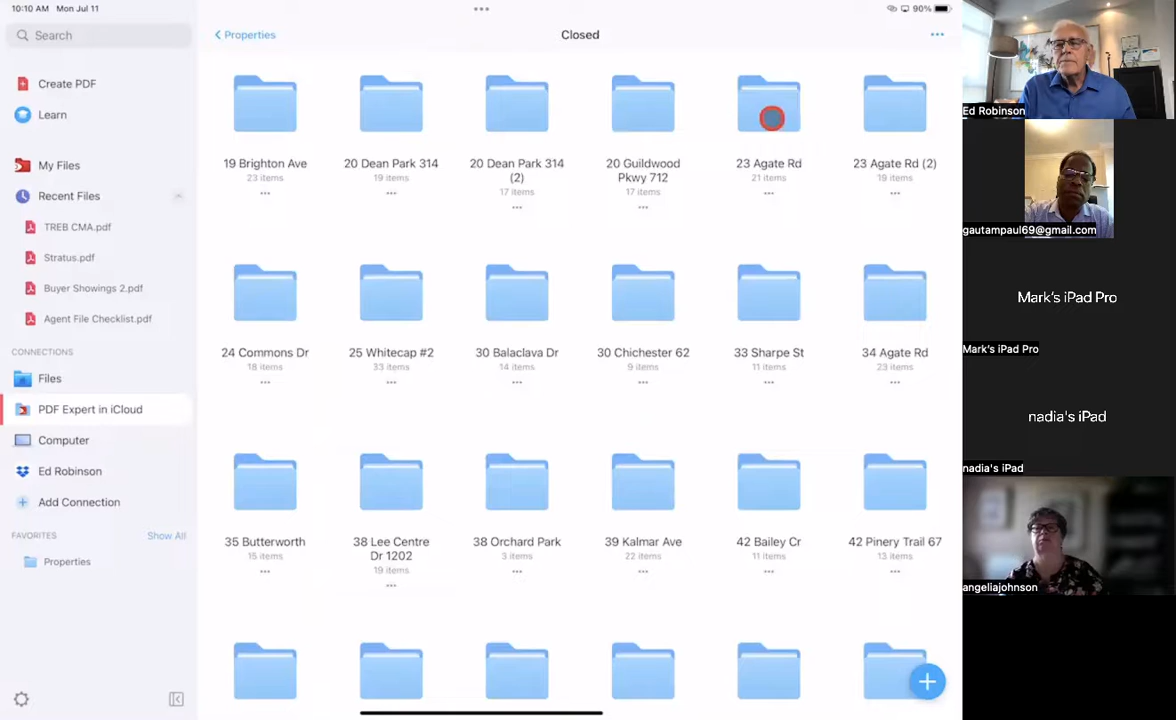 10:10 AM Mon Jul 11
90%
Search
Create PDF
Learn
My Files
Recent Files
TREB CMA.pdf
Stratus.pdf
Buyer Showings 2.pdf
Agent File Checklist.pdf
CONNECTIONS
Files
PDF Expert in iCloud
Computer
Ed Robinson
Add Connection
FAVORITES Show All
Properties
Properties
Closed
19 Brighton Ave
23 items
20 Dean Park 314
19 items
20 Dean Park 314
(2)
17 items
20 Guildwood
Pkwy 712
17 items
23 Agate Rd
21 items
23 Agate Rd (2)
19 items
24 Commons Dr
18 items
25 Whitecap #2
33 items
30 Balaclava Dr
14 items
30 Chichester 62
9 items
33 Sharpe St
11 items
34 Agate Rd
23 items
35 Butterworth
15 items
38 Lee Centre
Dr 1202
19 items
38 Orchard Park
3 items
39 Kalmar Ave
22 items
42 Bailey Cr
11 items
42 Pinery Trail 67
13 items
Ed Robinson
gautampaul69@gmail.com
Mark's iPad Pro
Mark's iPad Pro
nadia's iPad
nadia's iPad
angeliajohnson